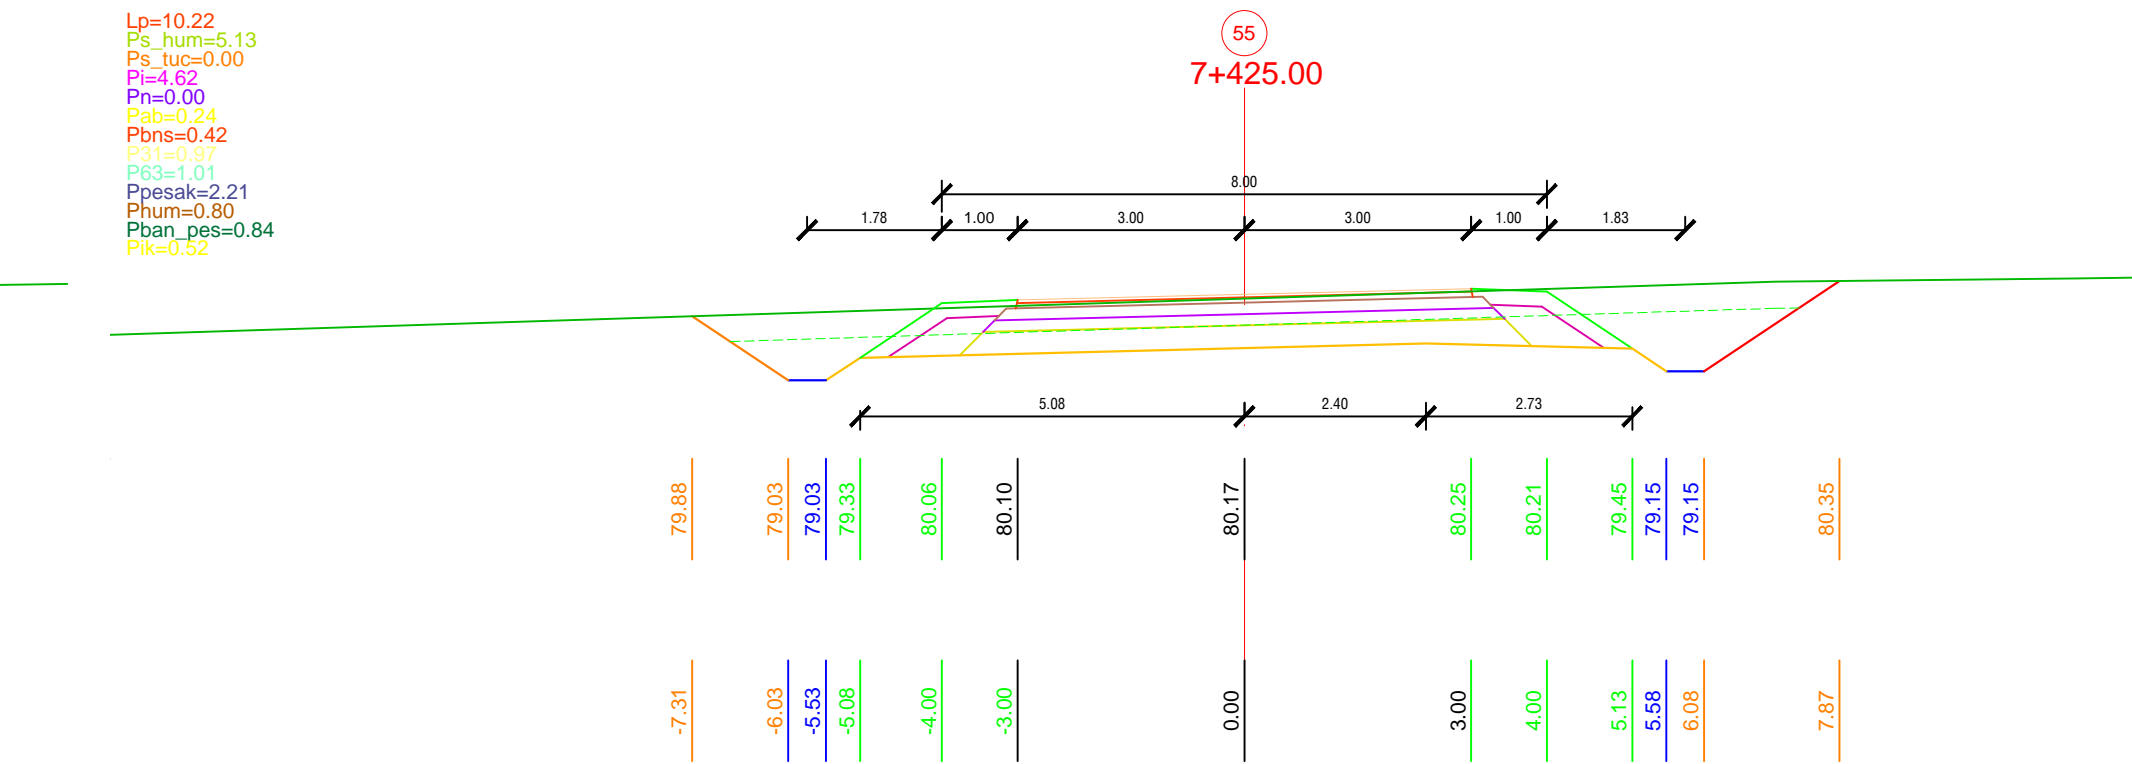 Lp=10.22
Ps_hum=5.13
Ps_tuc=0.00
Pi=4.62
Pn=0.00
Pab=0.24
Pbns=0.42
P31=0.97
P63=1.01
Ppesak=2.21
Phum=0.80
Pban_pes=0.84
Pik=0.52
55
7+425.00
8.00
1.78 1.00 3.00 3.00 1.00 1.83
5.08 2.40 2.73
79.88 79.03 79.03 79.33 80.06 80.10 80.17 80.25 80.21 79.45 79.15 79.15 80.35
-7.31 -6.03 -5.53 -5.08 -4.00 -3.00 0.00 3.00 4.00 5.13 5.58 6.08 7.87